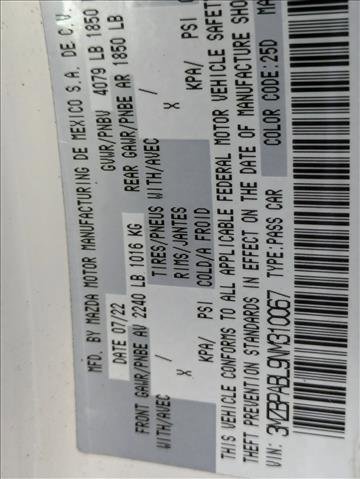 MFD. BY MAZDA MOTOR MANUFACTURING DE MEXICO S.A. DE C.V.
DATE 07/22 GVWR/PNBV 4079 LB 1850
FRONT GAWR/PNBE AV 2240 LB 1016 KG REAR GAWR/PNBE AR 1850 LB
WITH/AVEC TIRES/PNEUS WITH/AVEC /
X RIMS/JANTES X
KPA/ PSI COLD/A FROID KPA/ PSI
THIS VEHICLE CONFORMS TO ALL APPLICABLE FEDERAL MOTOR VEHICLE SAFET
THEFT PREVENTION STANDARDS IN EFFECT ON THE DATE OF MANUFACTURE SHO
VIN: 3MZBPABL9NM310067 TYPE:PASS CAR COLOR CODE:25D MA